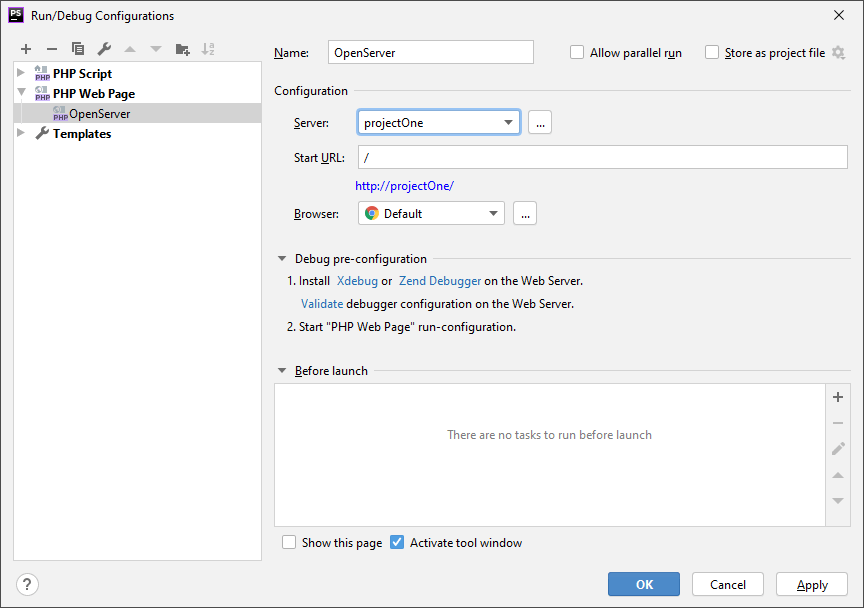 PS Run/Debug Configurations
Name: OpenServer Allow parallel run Store as project file
PHP PHP Script
PHP PHP Web Page
PHP OpenServer
Templates
Configuration
Server: projectOne ...
Start URL: /
http://projectOne/
Browser: Default ...
Debug pre-configuration
1. Install Xdebug or Zend Debugger on the Web Server.
Validate debugger configuration on the Web Server.
2. Start "PHP Web Page" run-configuration.
Before launch
There are no tasks to run before launch
Show this page Activate tool window
? OK Cancel Apply